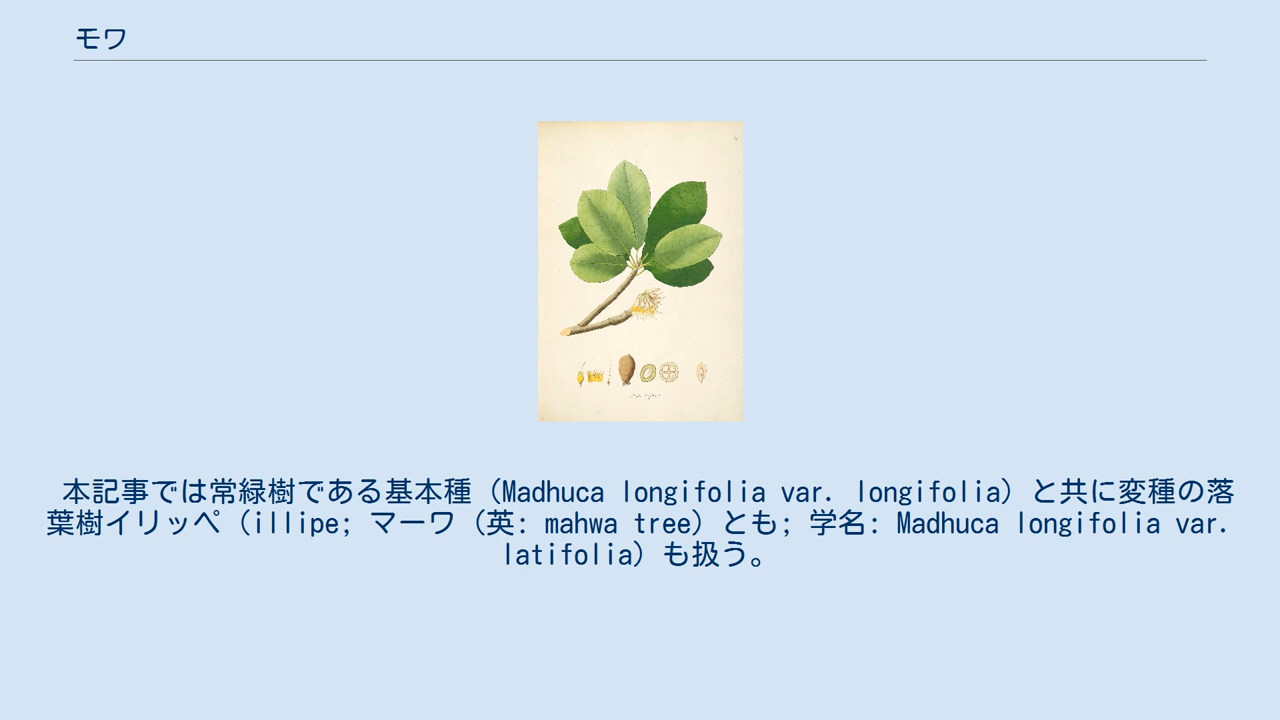 モワ
本記事では常緑樹である基本種（Madhuca longifolia var. longifolia）と共に変種の落
葉樹イリッペ（illipe; マーワ（英: mahwa tree）とも; 学名: Madhuca longifolia var.
latifolia）も扱う。